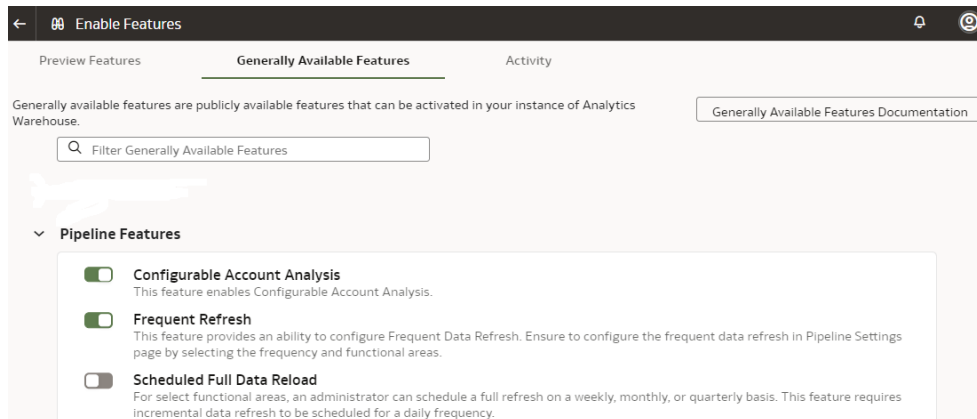 Enable Features
Preview Features
Generally Available Features
Activity
Generally available features are publicly available features that can be activated in your instance of Analytics
Warehouse.
Generally Available Features Documentation
Filter Generally Available Features
Pipeline Features
Configurable Account Analysis
This feature enables Configurable Account Analysis.
Frequent Refresh
This feature provides an ability to configure Frequent Data Refresh. Ensure to configure the frequent data refresh in Pipeline Settings
page by selecting the frequency and functional areas.
Scheduled Full Data Reload
For select functional areas, an administrator can schedule a full refresh on a weekly, monthly, or quarterly basis. This feature requires
incremental data refresh to be scheduled for a daily frequency.